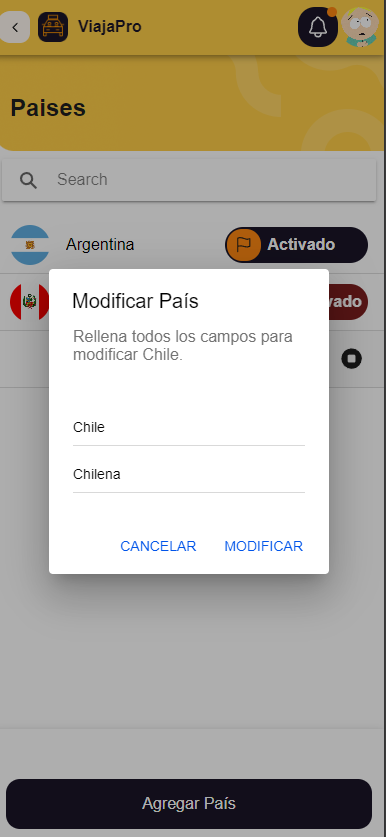 ViajaPro
Paises
Search
Argentina
Activado
vado
Modificar País
Rellena todos los campos para
modificar Chile.
Chile
Chilena
CANCELAR MODIFICAR
Agregar País